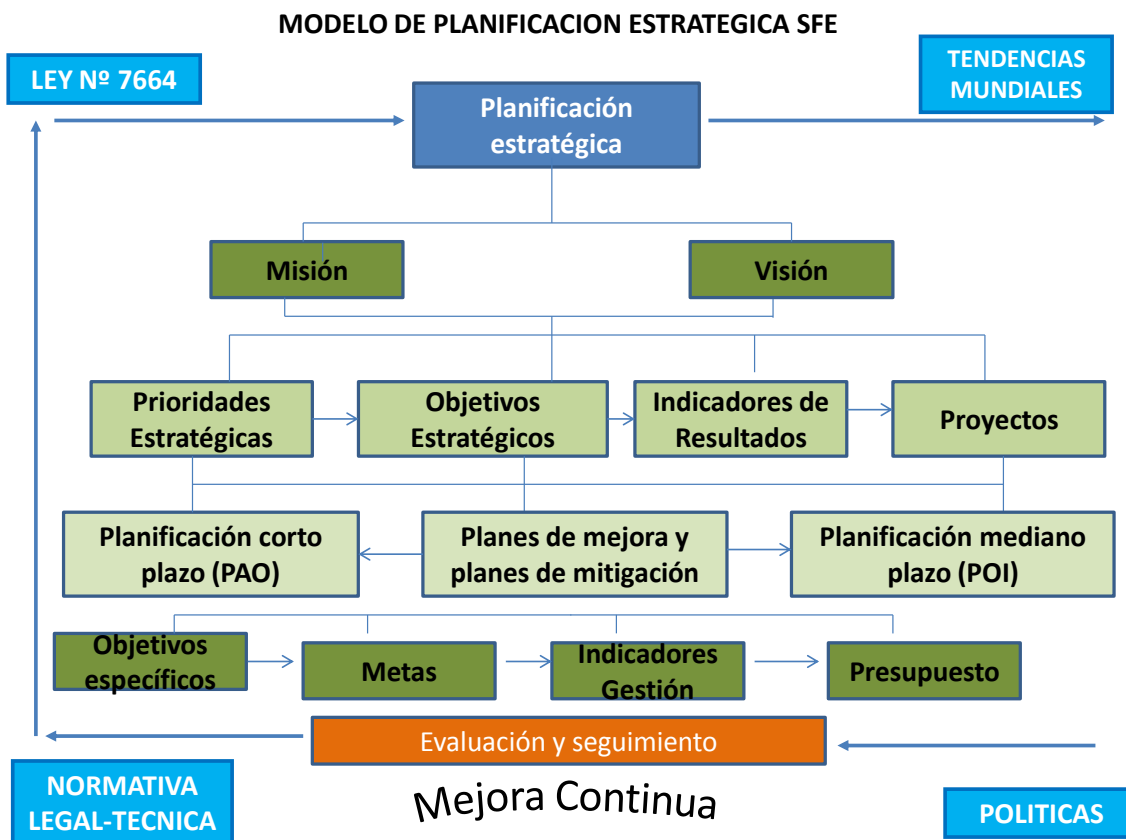 MODELO DE PLANIFICACION ESTRATEGICA SFE
LEY Nº 7664
TENDENCIAS
MUNDIALES
Planificación
estratégica
Misión
Visión
Prioridades
Estratégicas
Objetivos
Estratégicos
Indicadores de
Resultados
Proyectos
Planificación corto
plazo (PAO)
Planes de mejora y
planes de mitigación
Planificación mediano
plazo (POI)
Objetivos
específicos
Metas
Indicadores
Gestión
Presupuesto
Evaluación y seguimiento
NORMATIVA
LEGAL-TECNICA
Mejora Continua
POLITICAS